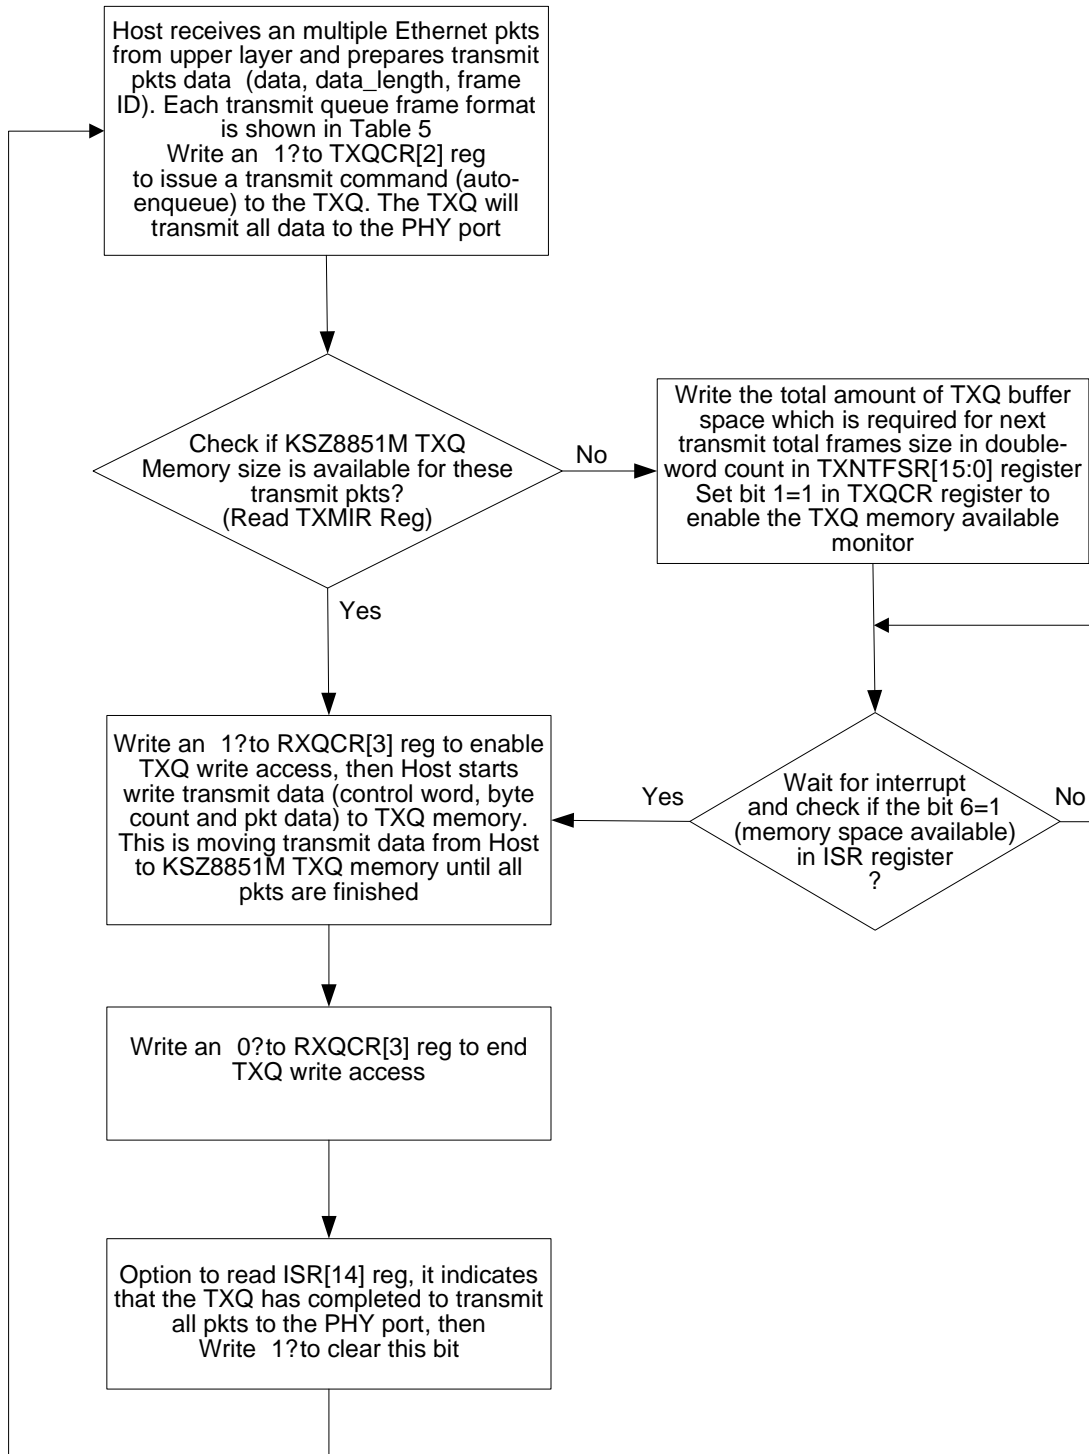 Host receives an multiple Ethernet pkts
from upper layer and prepares transmit
pkts data (data, data_length, frame
ID). Each transmit queue frame format
is shown in Table 5
Write an 1?to TXQCR[2] reg
to issue a transmit command (auto-
enqueue) to the TXQ. The TXQ will
transmit all data to the PHY port
Check if KSZ8851M TXQ
Memory size is available for these
transmit pkts?
(Read TXMIR Reg)
No
Write the total amount of TXQ buffer
space which is required for next
transmit total frames size in double-
word count in TXNTFSR[15:0] register
Set bit 1=1 in TXQCR register to
enable the TXQ memory available
monitor
Yes
Write an 1?to RXQCR[3] reg to enable
TXQ write access, then Host starts
write transmit data (control word, byte
count and pkt data) to TXQ memory.
This is moving transmit data from Host
to KSZ8851M TXQ memory until all
pkts are finished
Yes
Wait for interrupt
and check if the bit 6=1
(memory space available)
in ISR register
?
No
Write an 0?to RXQCR[3] reg to end
TXQ write access
Option to read ISR[14] reg, it indicates
that the TXQ has completed to transmit
all pkts to the PHY port, then
Write 1?to clear this bit